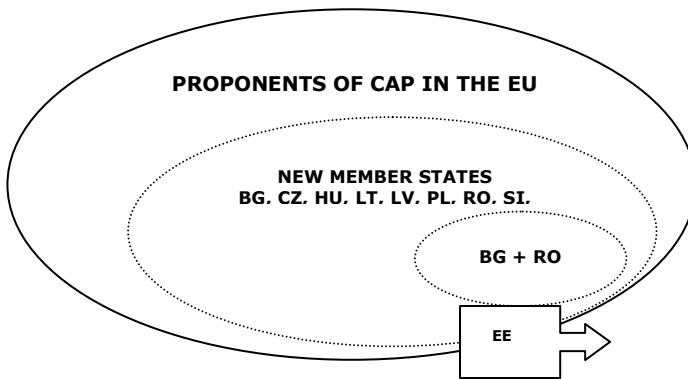 PROPONENTS OF CAP IN THE EU
NEW MEMBER STATES
BG, CZ, HU, LT, LV, PL, RO, SI,
BG + RO
EE